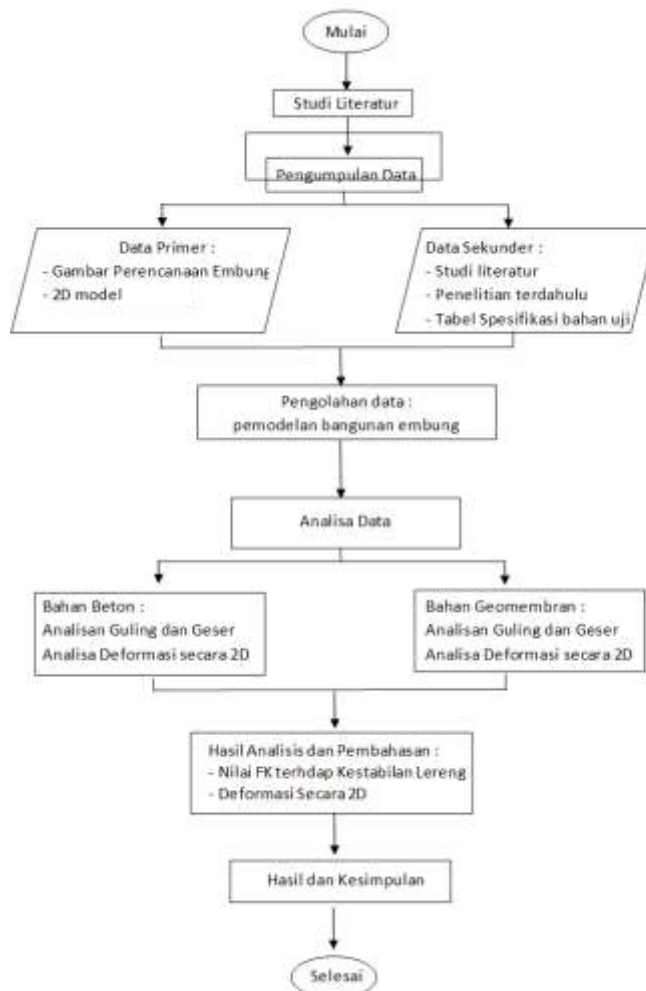 Mulai
Studi Literatur
Pengumpulan Data
Data Primer :
- Gambar Perencanaan Embung
- 2D model
Data Sekunder :
- Studi literatur
- Penelitian terdahulu
- Tabel Spesifikasi bahan uji
Pengolahan data :
pemodelan bangunan embung
Analisa Data
Bahan Beton :
Analisan Guling dan Geser
Analisa Deformasi secara 2D
Bahan Geomembran :
Analisan Guling dan Geser
Analisa Deformasi secara 2D
Hasil Analisis dan Pembahasan :
- Nilai FK terhdap Kestabilan Lereng
- Deformasi Secara 2D
Hasil dan Kesimpulan
Selesai